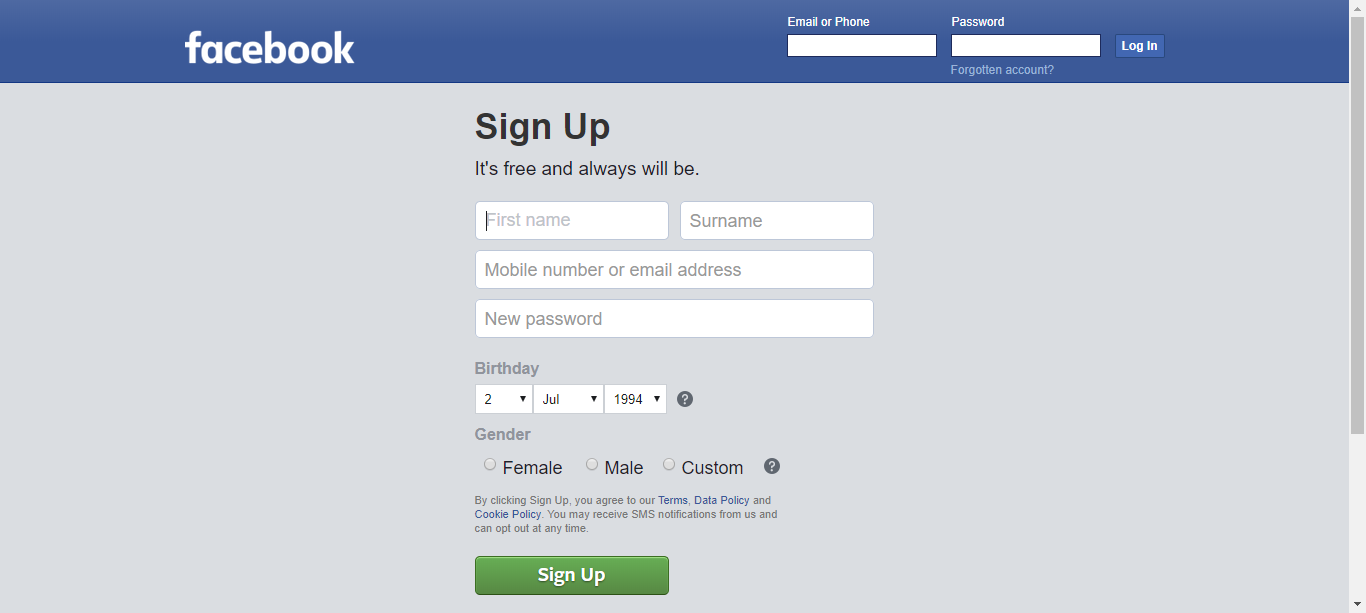 facebook
Email or Phone
Password
Log In
Forgotten account?
Sign Up
It's free and always will be.
First name
Surname
Mobile number or email address
New password
Birthday
2 Jul 1994 ?
Gender
Female Male Custom ?
By clicking Sign Up, you agree to our Terms, Data Policy and
Cookie Policy. You may receive SMS notifications from us and
can opt out at any time.
Sign Up